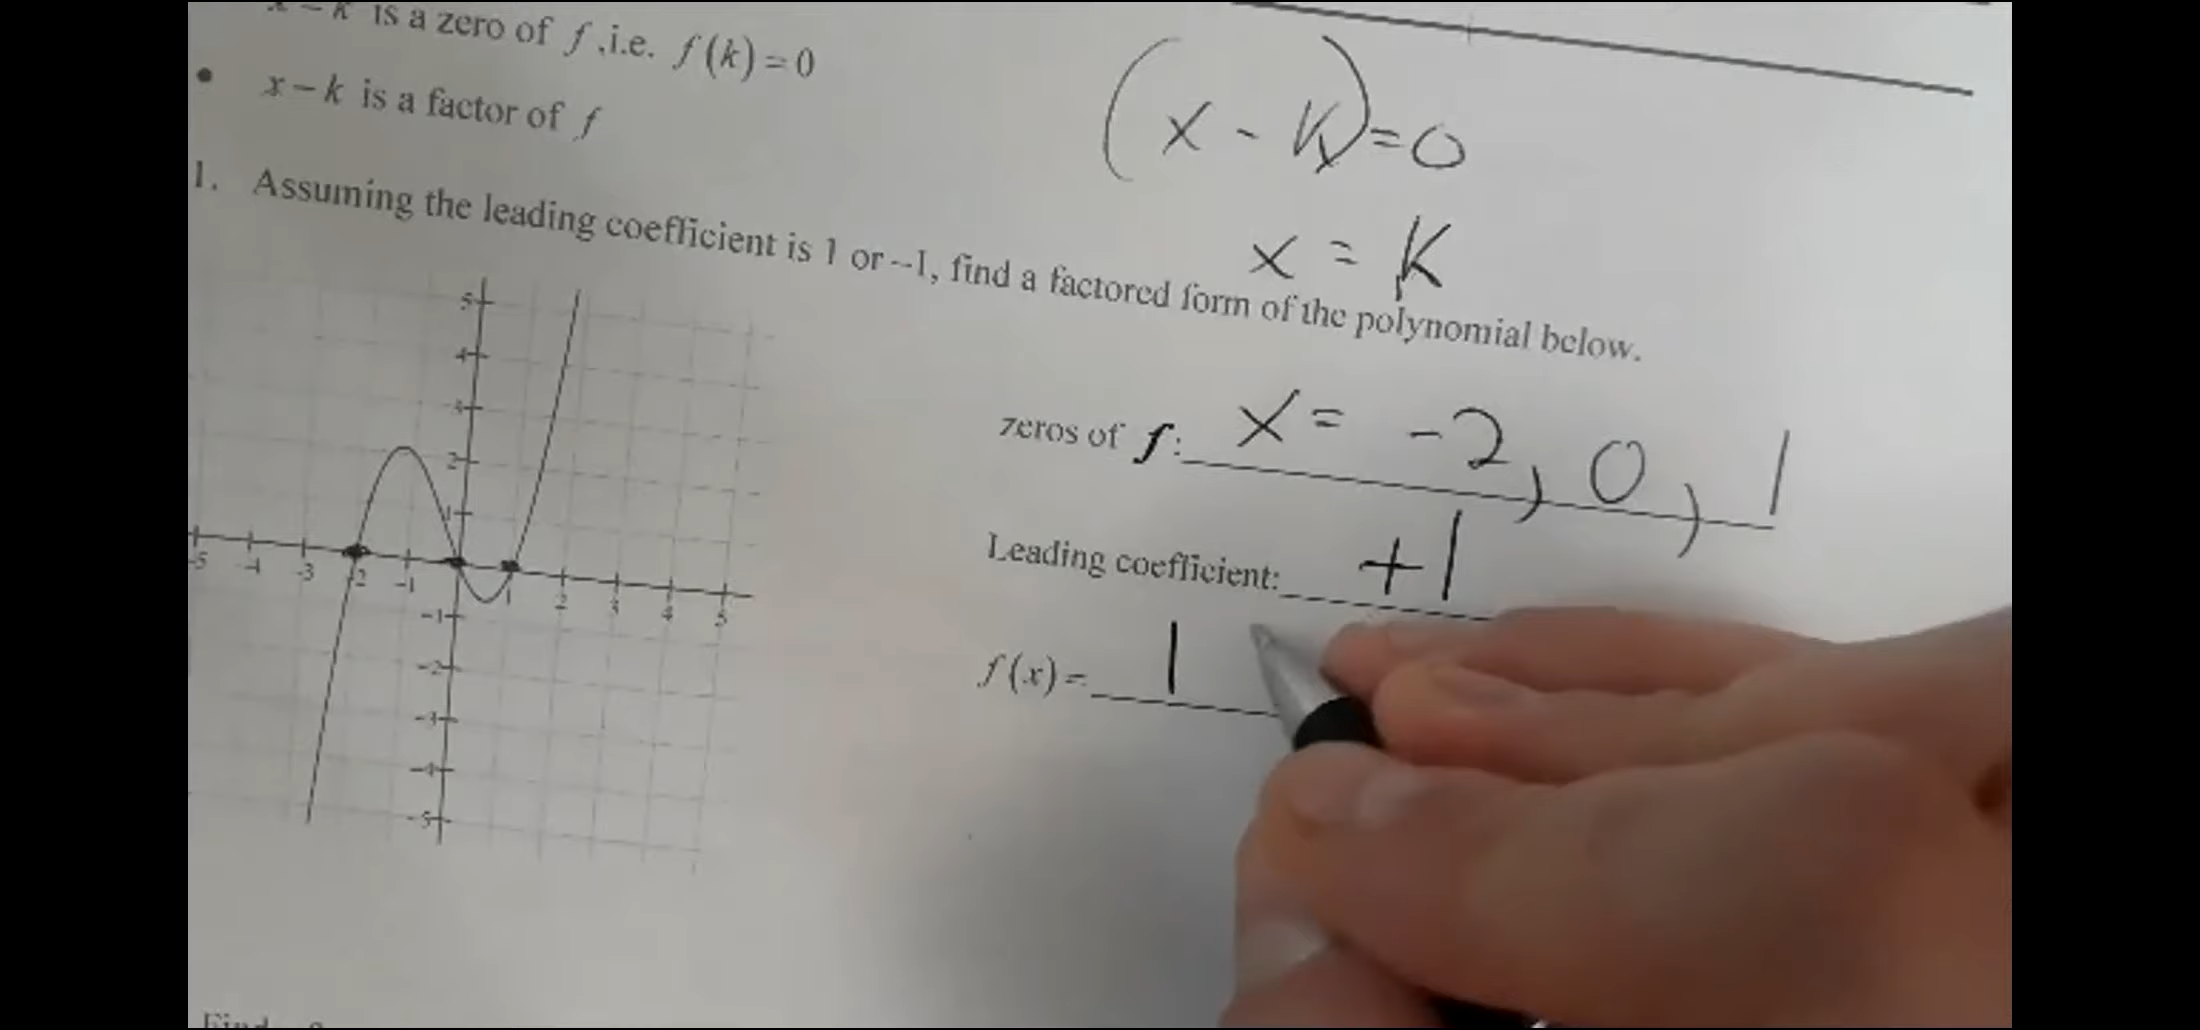 is a zero of f , i.e. f(k) = 0
• x − k is a factor of f
(x - k) = 0
x = k
1. Assuming the leading coefficient is 1 or −1, find a factored form of the polynomial below.
zeros of f: x = -2, 0, 1
Leading coefficient: +1
f(x) = 1
5
4
3
2
1
-5 -4 -3 -2 -1 1 2 3 4 5
-1
-2
-3
-4
-5